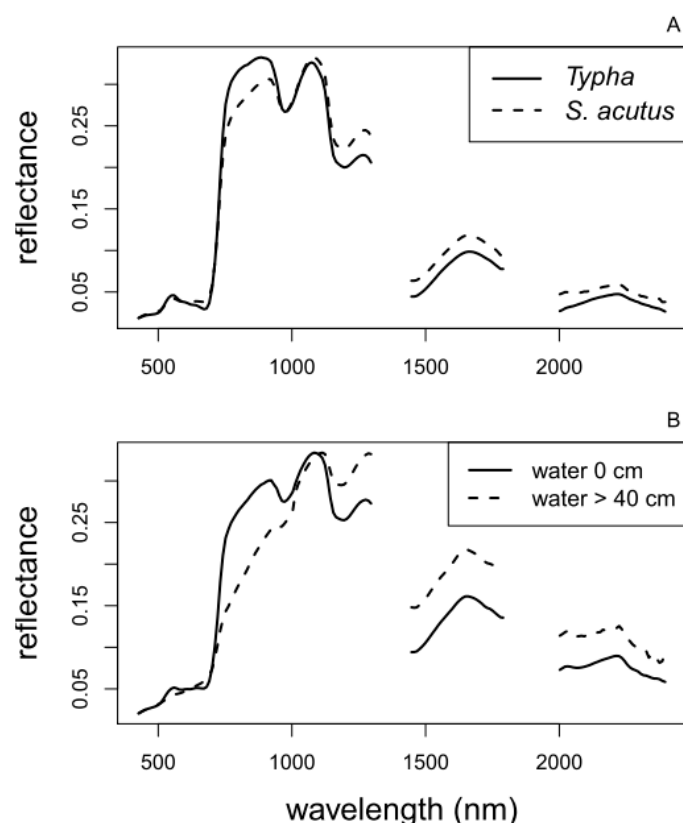 A
Typha
S. acutus
reflectance
0.25
0.15
0.05
500 1000 1500 2000
B
water 0 cm
water > 40 cm
reflectance
0.25
0.15
0.05
500 1000 1500 2000
wavelength (nm)